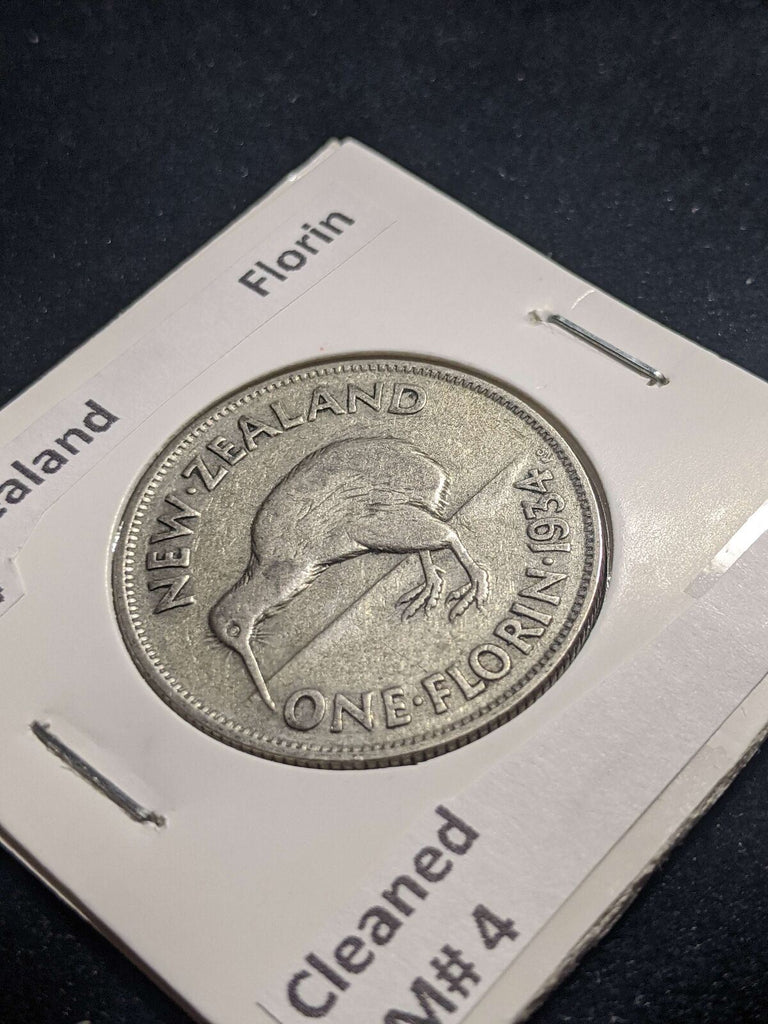 Florin
ealand
NEW·ZEALAND
ONE·FLORIN·1934
Cleaned
M# 4